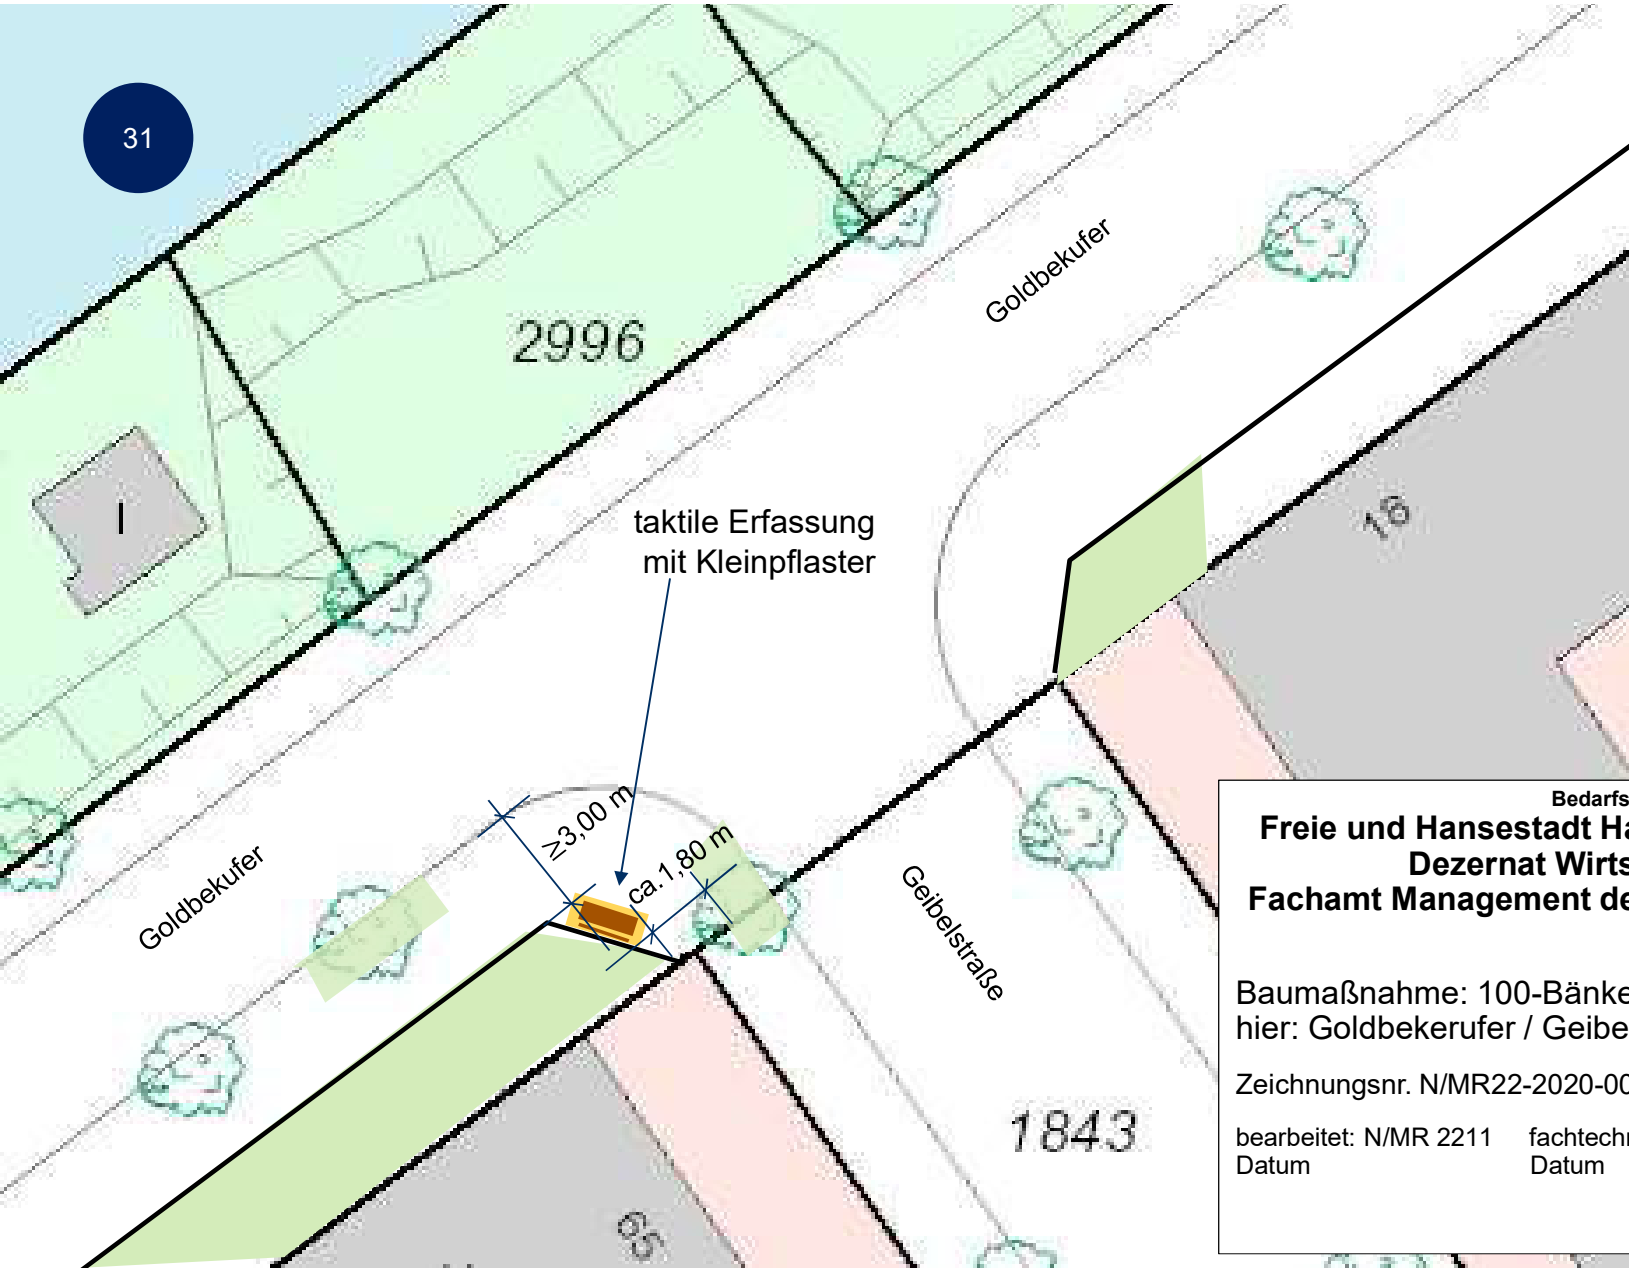 31
2996
Goldbekufer
I
taktile Erfassung
mit Kleinpflaster
16
≥3,00 m
ca.1,80 m
Goldbekufer
Geibelstraße
1843
65
Bedarfs
Freie und Hansestadt Ha
Dezernat Wirts
Fachamt Management de
Baumaßnahme: 100-Bänke
hier: Goldbekerufer / Geibe
Zeichnungsnr. N/MR22-2020-00
bearbeitet: N/MR 2211 fachtechn
Datum Datum